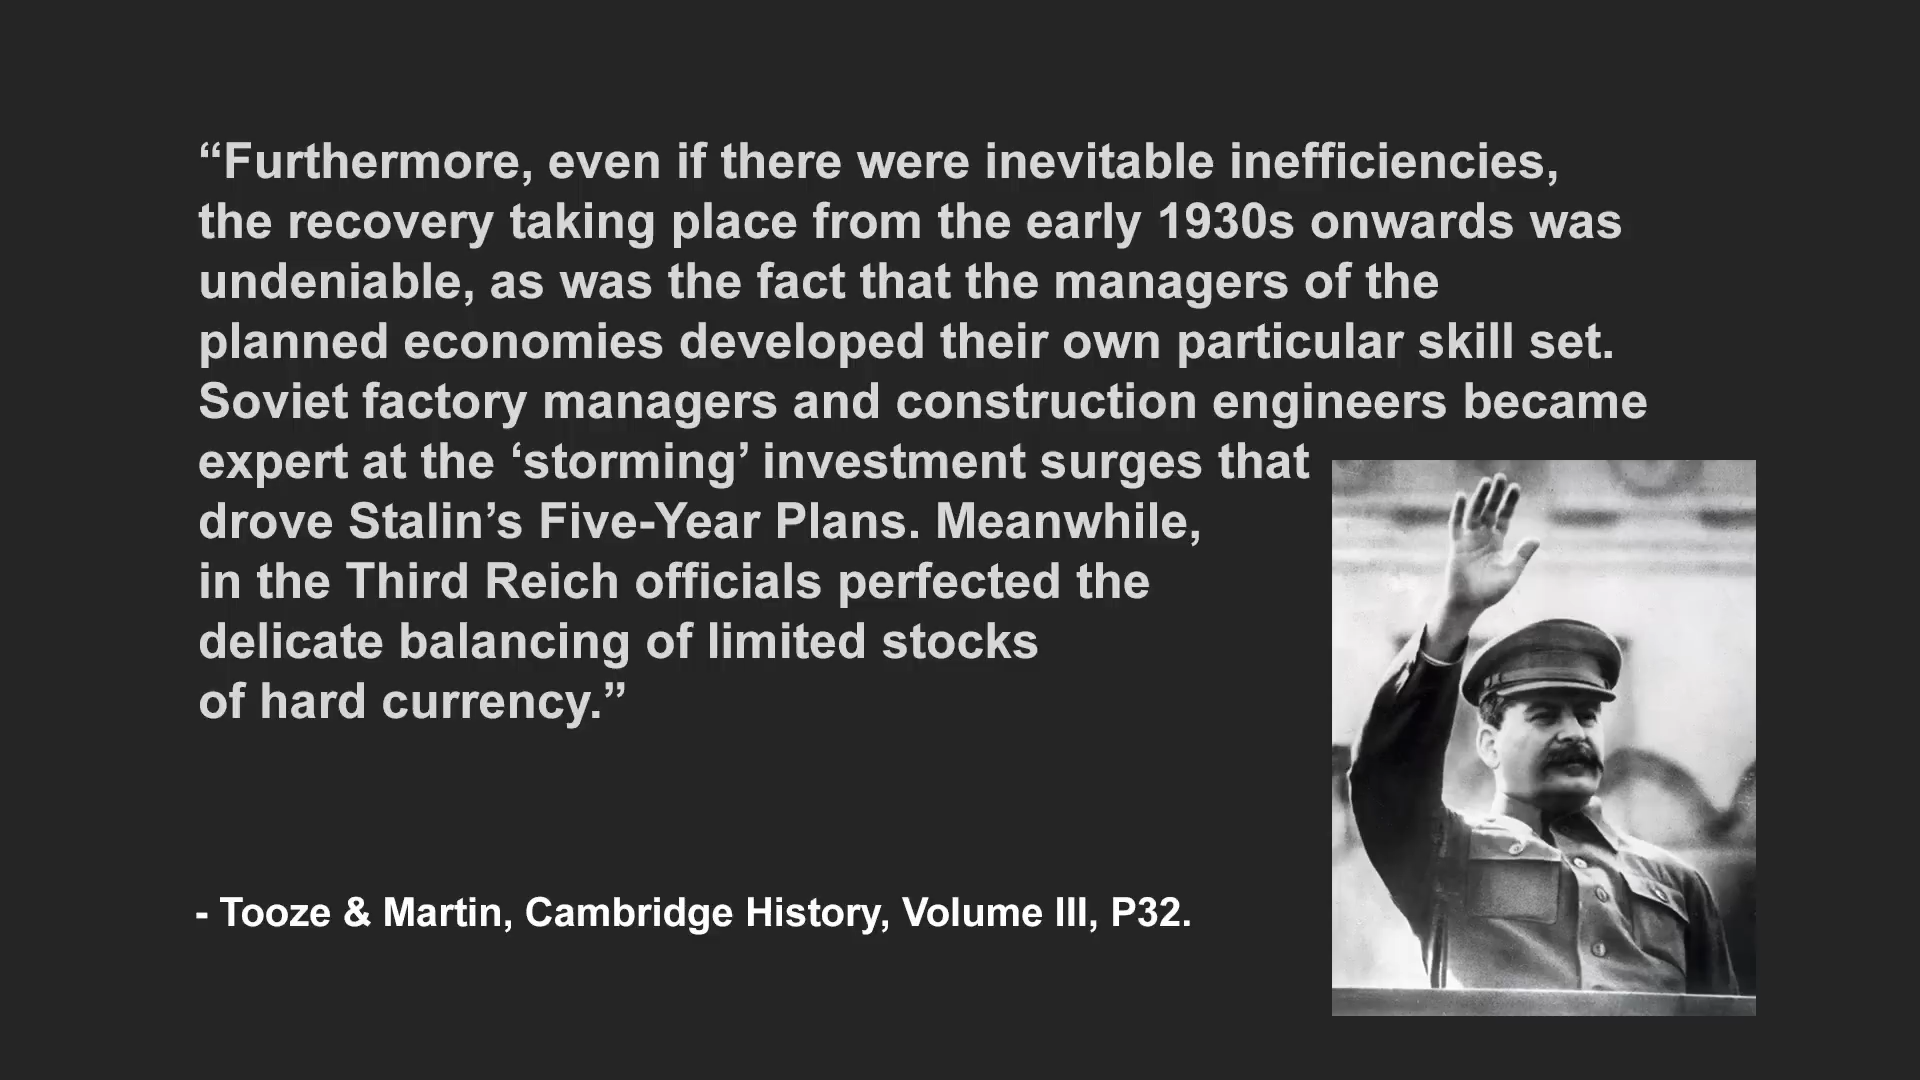 “Furthermore, even if there were inevitable inefficiencies,
the recovery taking place from the early 1930s onwards was
undeniable, as was the fact that the managers of the
planned economies developed their own particular skill set.
Soviet factory managers and construction engineers became
expert at the ‘storming’ investment surges that
drove Stalin’s Five-Year Plans. Meanwhile,
in the Third Reich officials perfected the
delicate balancing of limited stocks
of hard currency.”
- Tooze & Martin, Cambridge History, Volume III, P32.